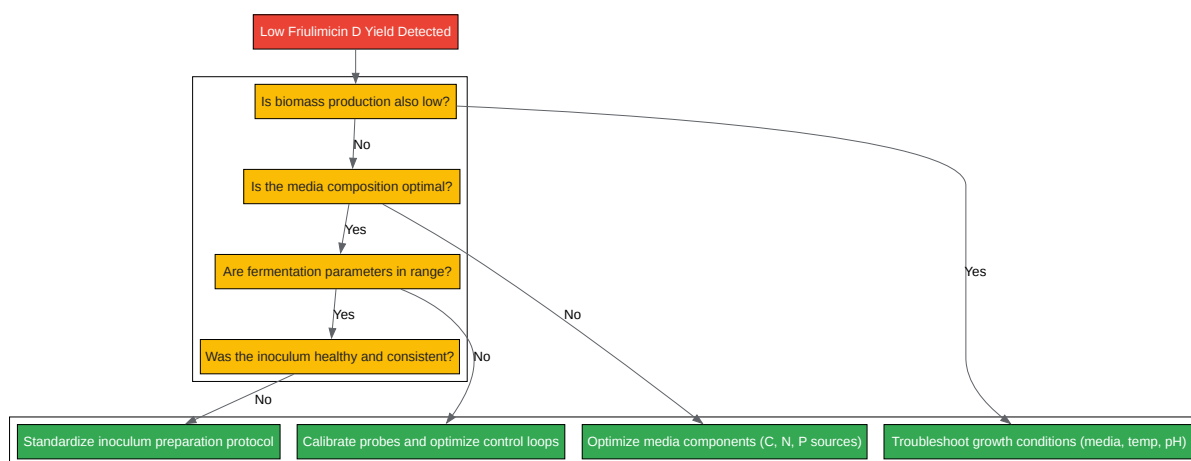 Low Friulimicin D Yield Detected
Is biomass production also low?
No
Is the media composition optimal?
Yes
Are fermentation parameters in range?
Yes
No
Yes
Was the inoculum healthy and consistent?
No
No
Standardize inoculum preparation protocol
Calibrate probes and optimize control loops
Optimize media components (C, N, P sources)
Troubleshoot growth conditions (media, temp, pH)